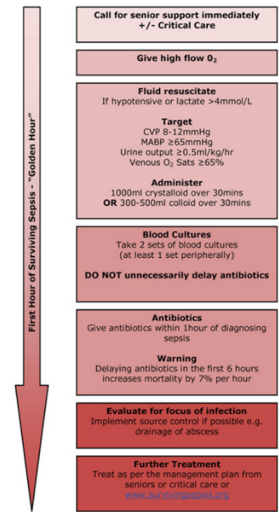 First Hour of Surviving Sepsis - "Golden Hour"
Call for senior support immediately
+/- Critical Care
Give high flow 0₂
Fluid resuscitate
If hypotensive or lactate >4mmol/L
Target
CVP 8-12mmHg
MABP ≥65mmHg
Urine output ≥0.5ml/kg/hr
Venous O₂ Sats ≥65%
Administer
1000ml crystalloid over 30mins
OR 300-500ml colloid over 30mins
Blood Cultures
Take 2 sets of blood cultures
(at least 1 set peripherally)
DO NOT unnecessarily delay antibiotics
Antibiotics
Give antibiotics within 1hour of diagnosing
sepsis
Warning
Delaying antibiotics in the first 6 hours
increases mortality by 7% per hour
Evaluate for focus of infection
Implement source control if possible e.g.
drainage of abscess
Further Treatment
Treat as per the management plan from
seniors or critical care or
www.survivingsepsis.org